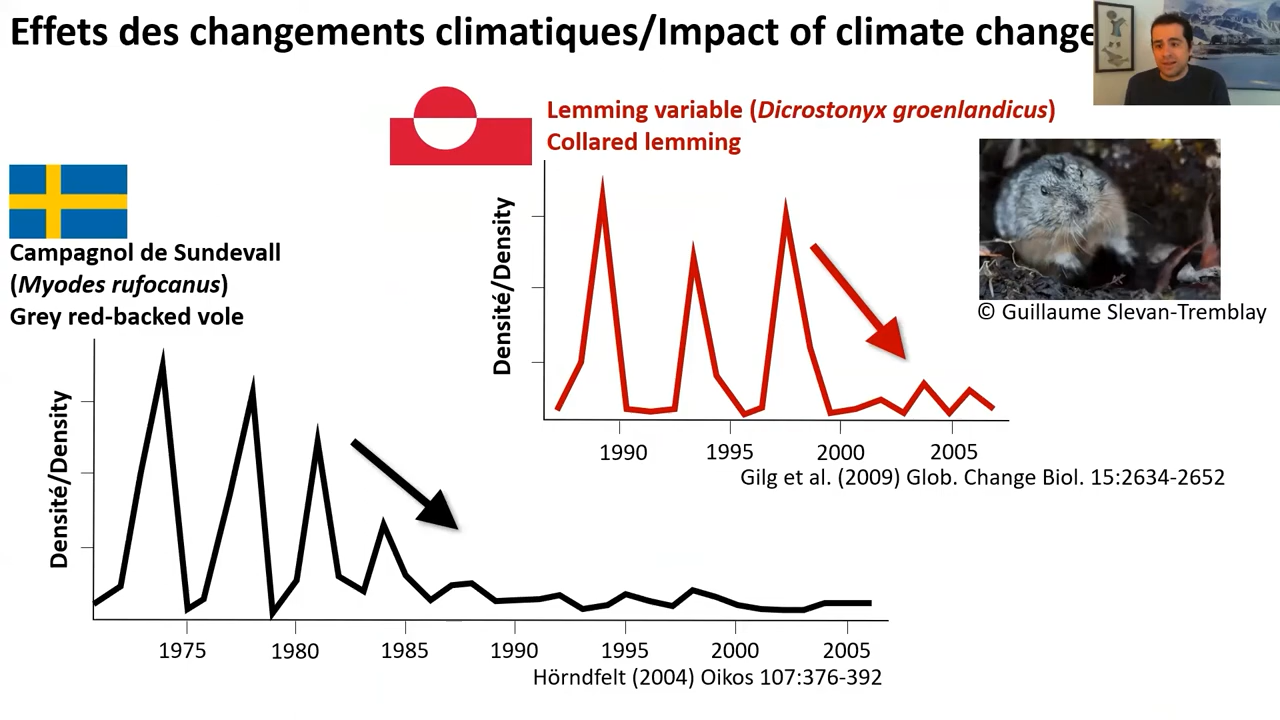 Effets des changements climatiques/Impact of climate change
Lemming variable (Dicrostonyx groenlandicus)
Collared lemming
Densité/Density
1990
1995
2000
2005
Gilg et al. (2009) Glob. Change Biol. 15:2634-2652
© Guillaume Slevan-Tremblay
Campagnol de Sundevall
(Myodes rufocanus)
Grey red-backed vole
Densité/Density
1975
1980
1985
1990
1995
2000
2005
Hörndfelt (2004) Oikos 107:376-392